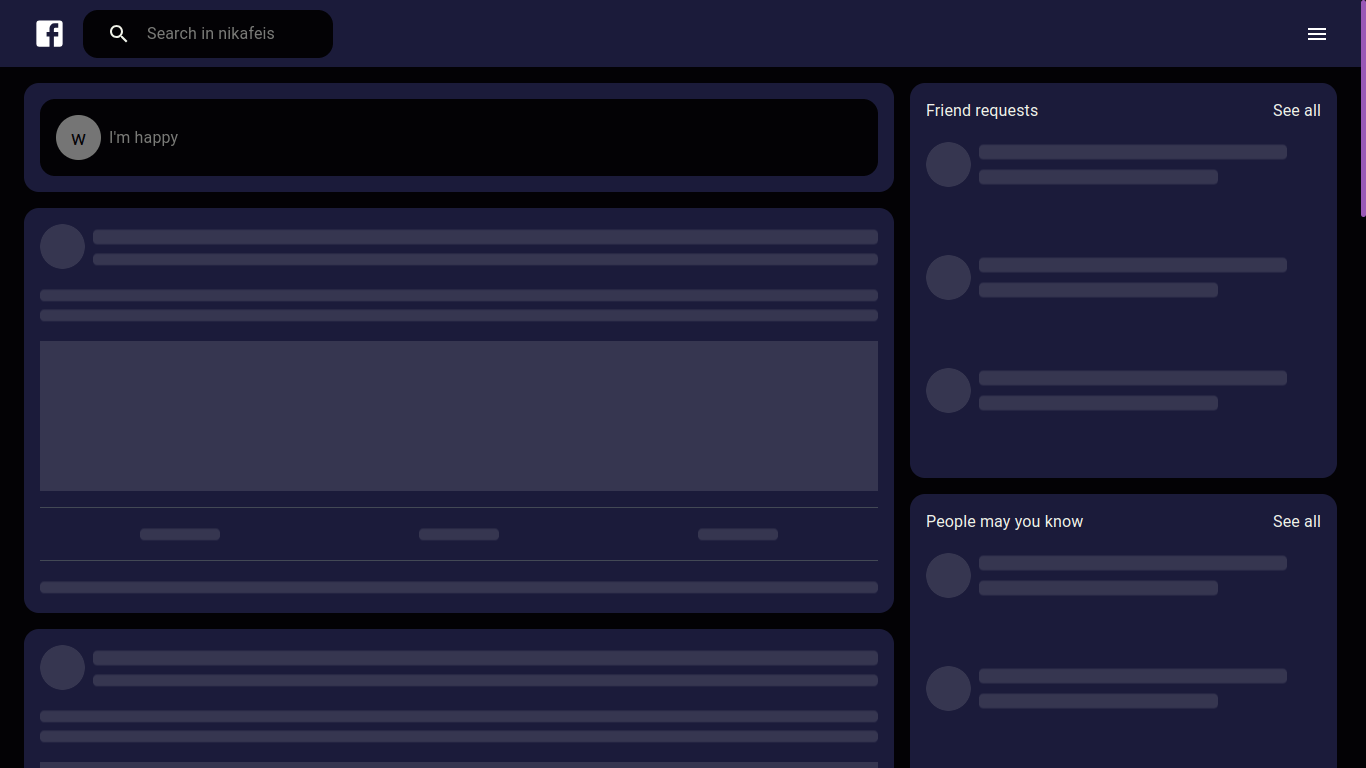 Search in nikafeis
W
I'm happy
Friend requests
See all
People may you know
See all